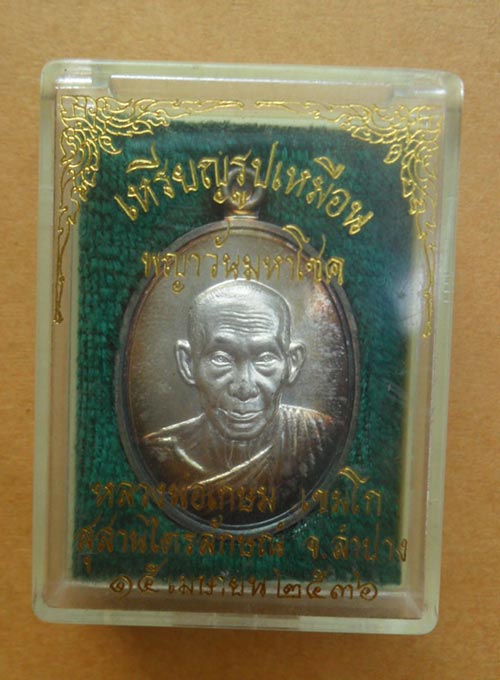 เหรียญรูปเหมือน
พญาวันมหาโชค
หลวงพ่อเกษม เขมโก
สุสานไตรลักษณ์ จ.ลำปาง
๑๕ เมษายน ๒๕๓๖